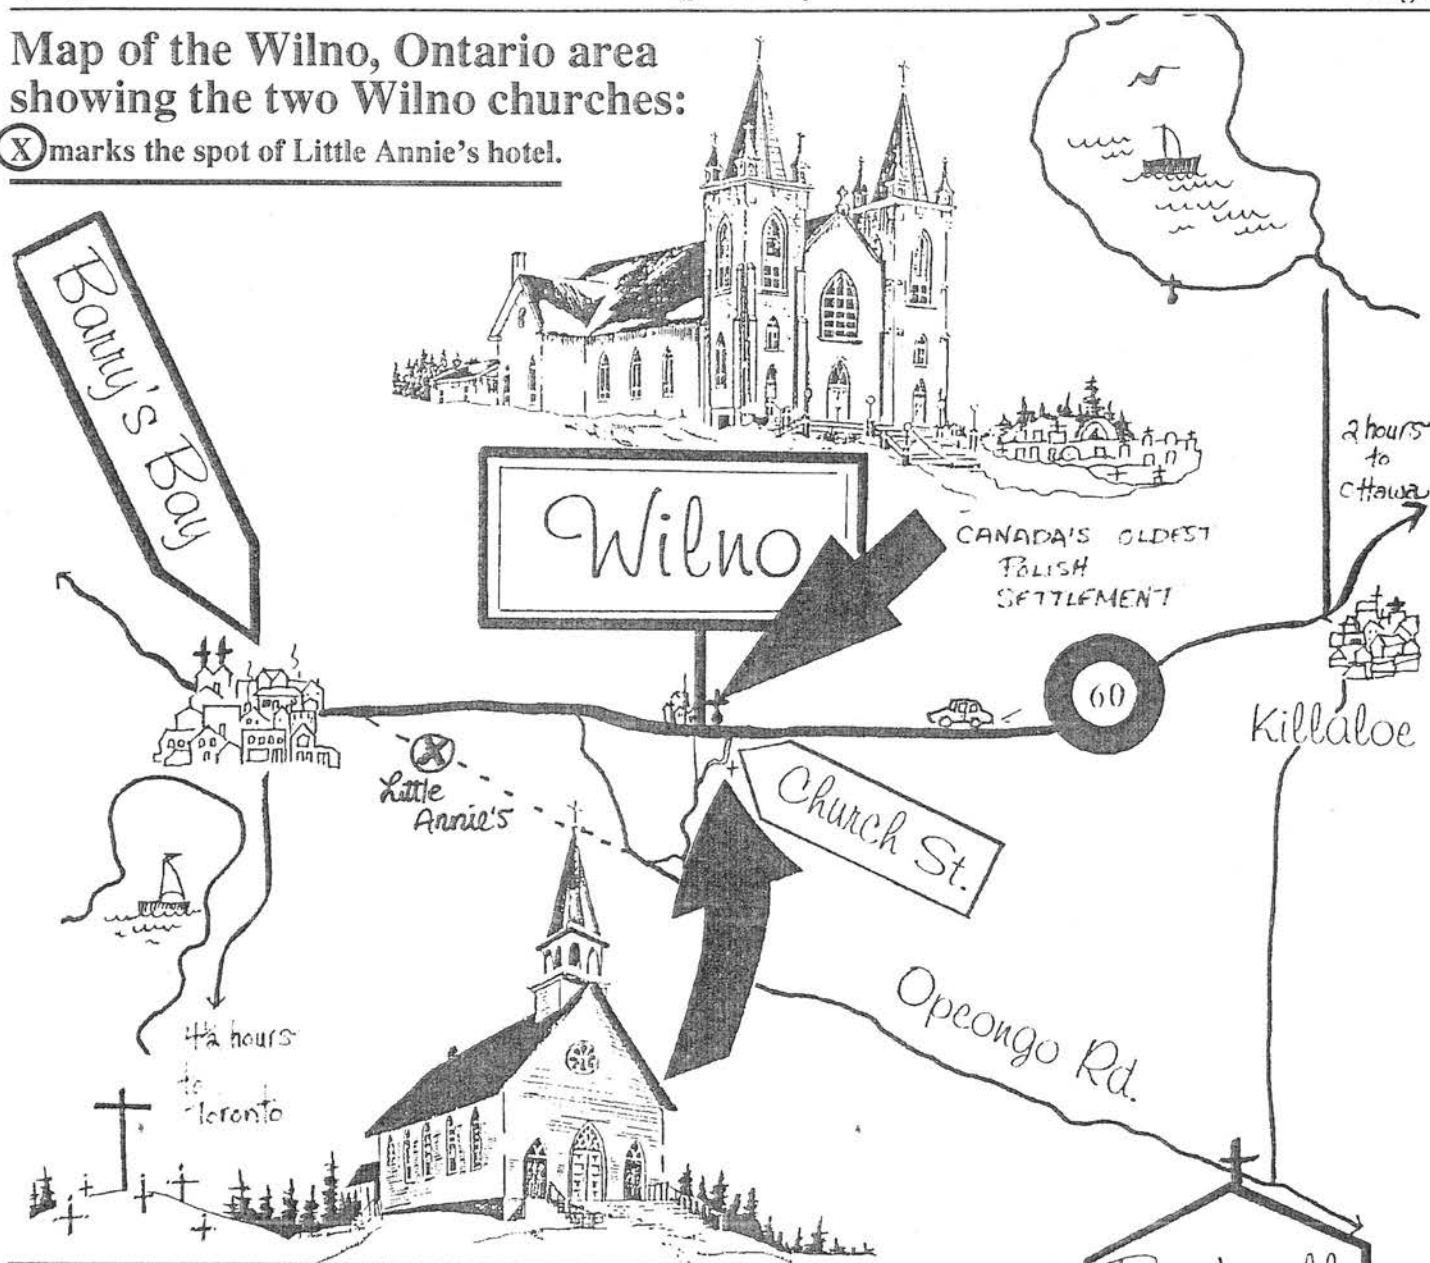 Map of the Wilno, Ontario area
showing the two Wilno churches:
X marks the spot of Little Annie's hotel.
Barry's Bay
Wilno
CANADA'S OLDEST
POLISH
SETTLEMENT
2 hours
to
Ottawa
60
Killaloe
X
Little
Annie's
Church St.
Opeongo Rd.
4½ hours
to
Toronto